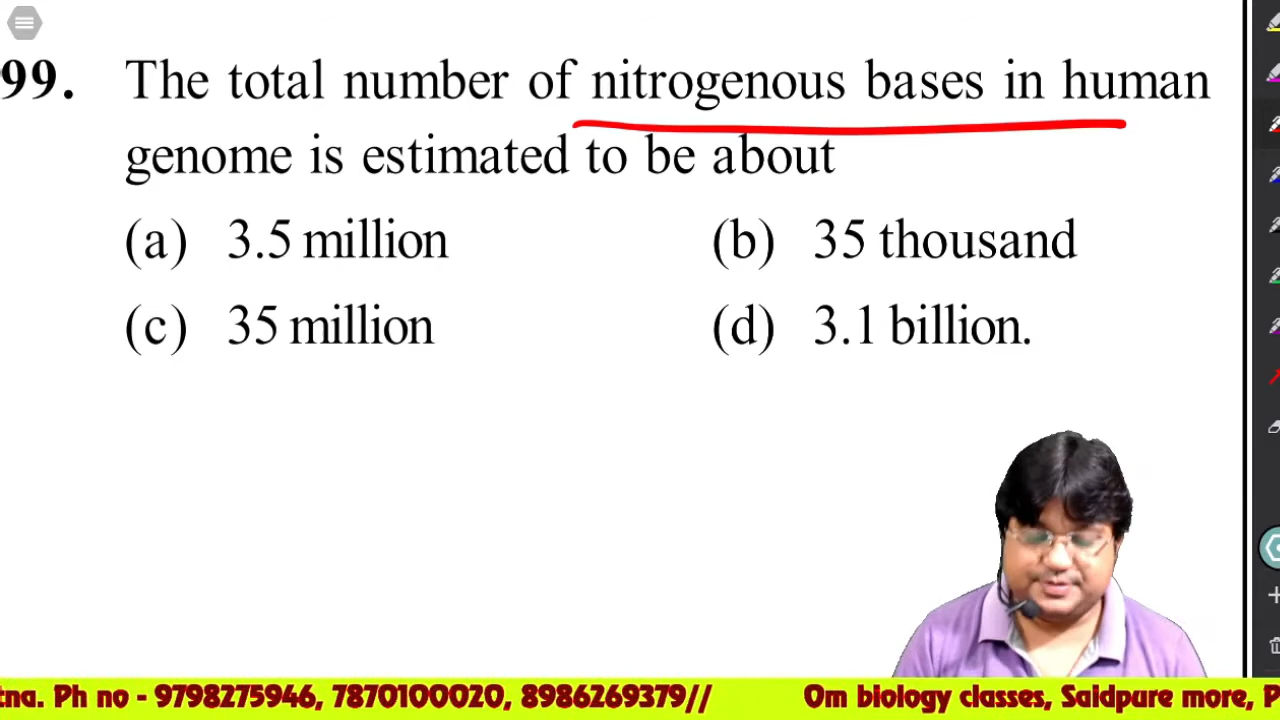 99. The total number of nitrogenous bases in human
genome is estimated to be about
(a) 3.5 million (b) 35 thousand
(c) 35 million (d) 3.1 billion.
tna. Ph no - 9798275946, 7870100020, 8986269379// Om biology classes, Saidpure more, P